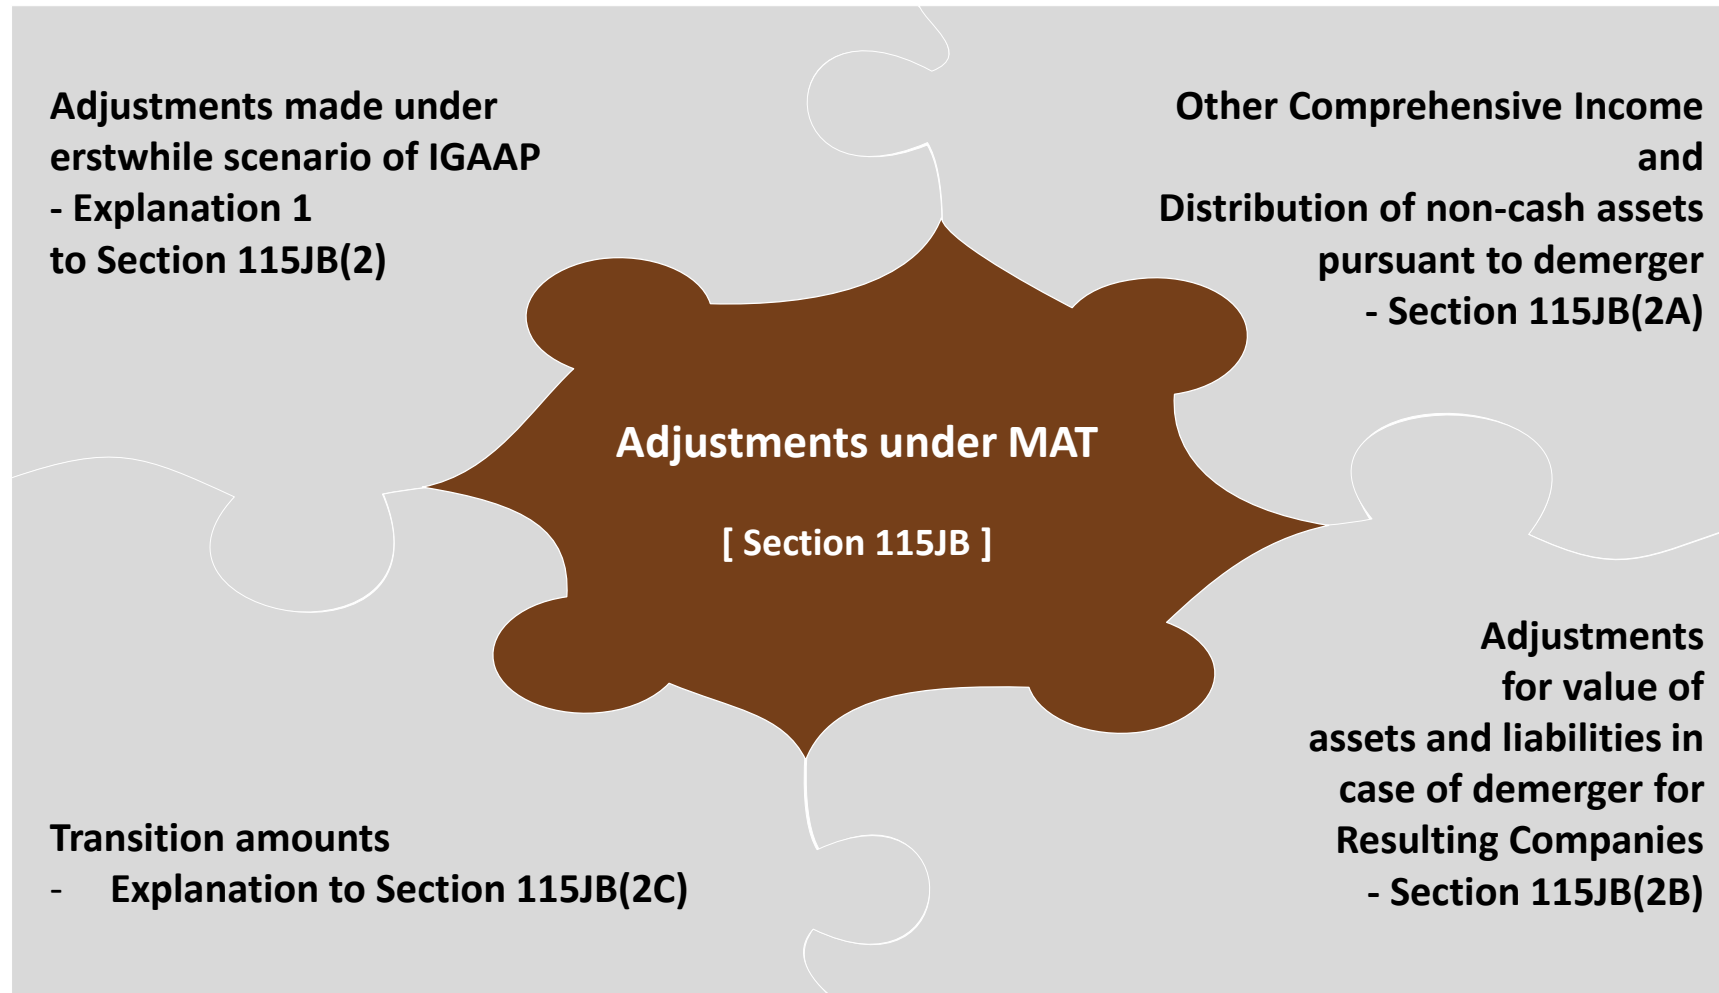 Adjustments made under
erstwhile scenario of IGAAP
- Explanation 1
to Section 115JB(2)
Other Comprehensive Income
and
Distribution of non-cash assets
pursuant to demerger
- Section 115JB(2A)
Adjustments under MAT
[ Section 115JB ]
Transition amounts
- Explanation to Section 115JB(2C)
Adjustments
for value of
assets and liabilities in
case of demerger for
Resulting Companies
- Section 115JB(2B)